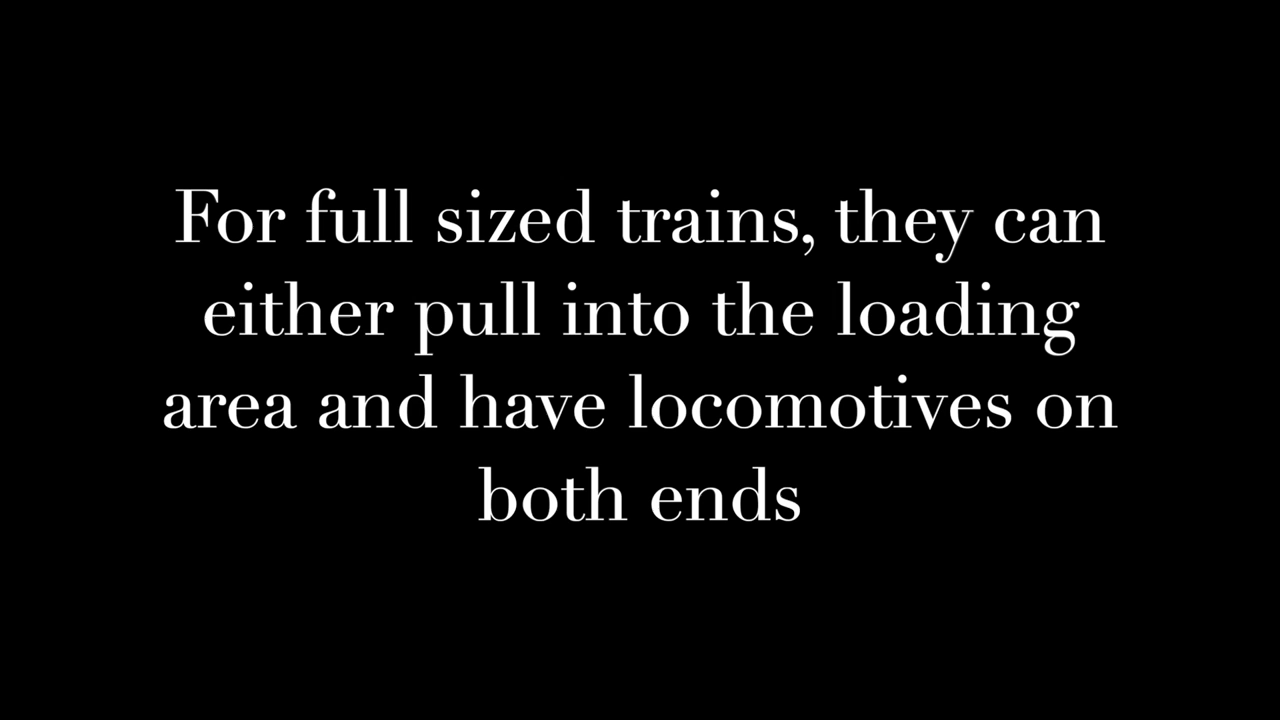 For full sized trains, they can
either pull into the loading
area and have locomotives on
both ends